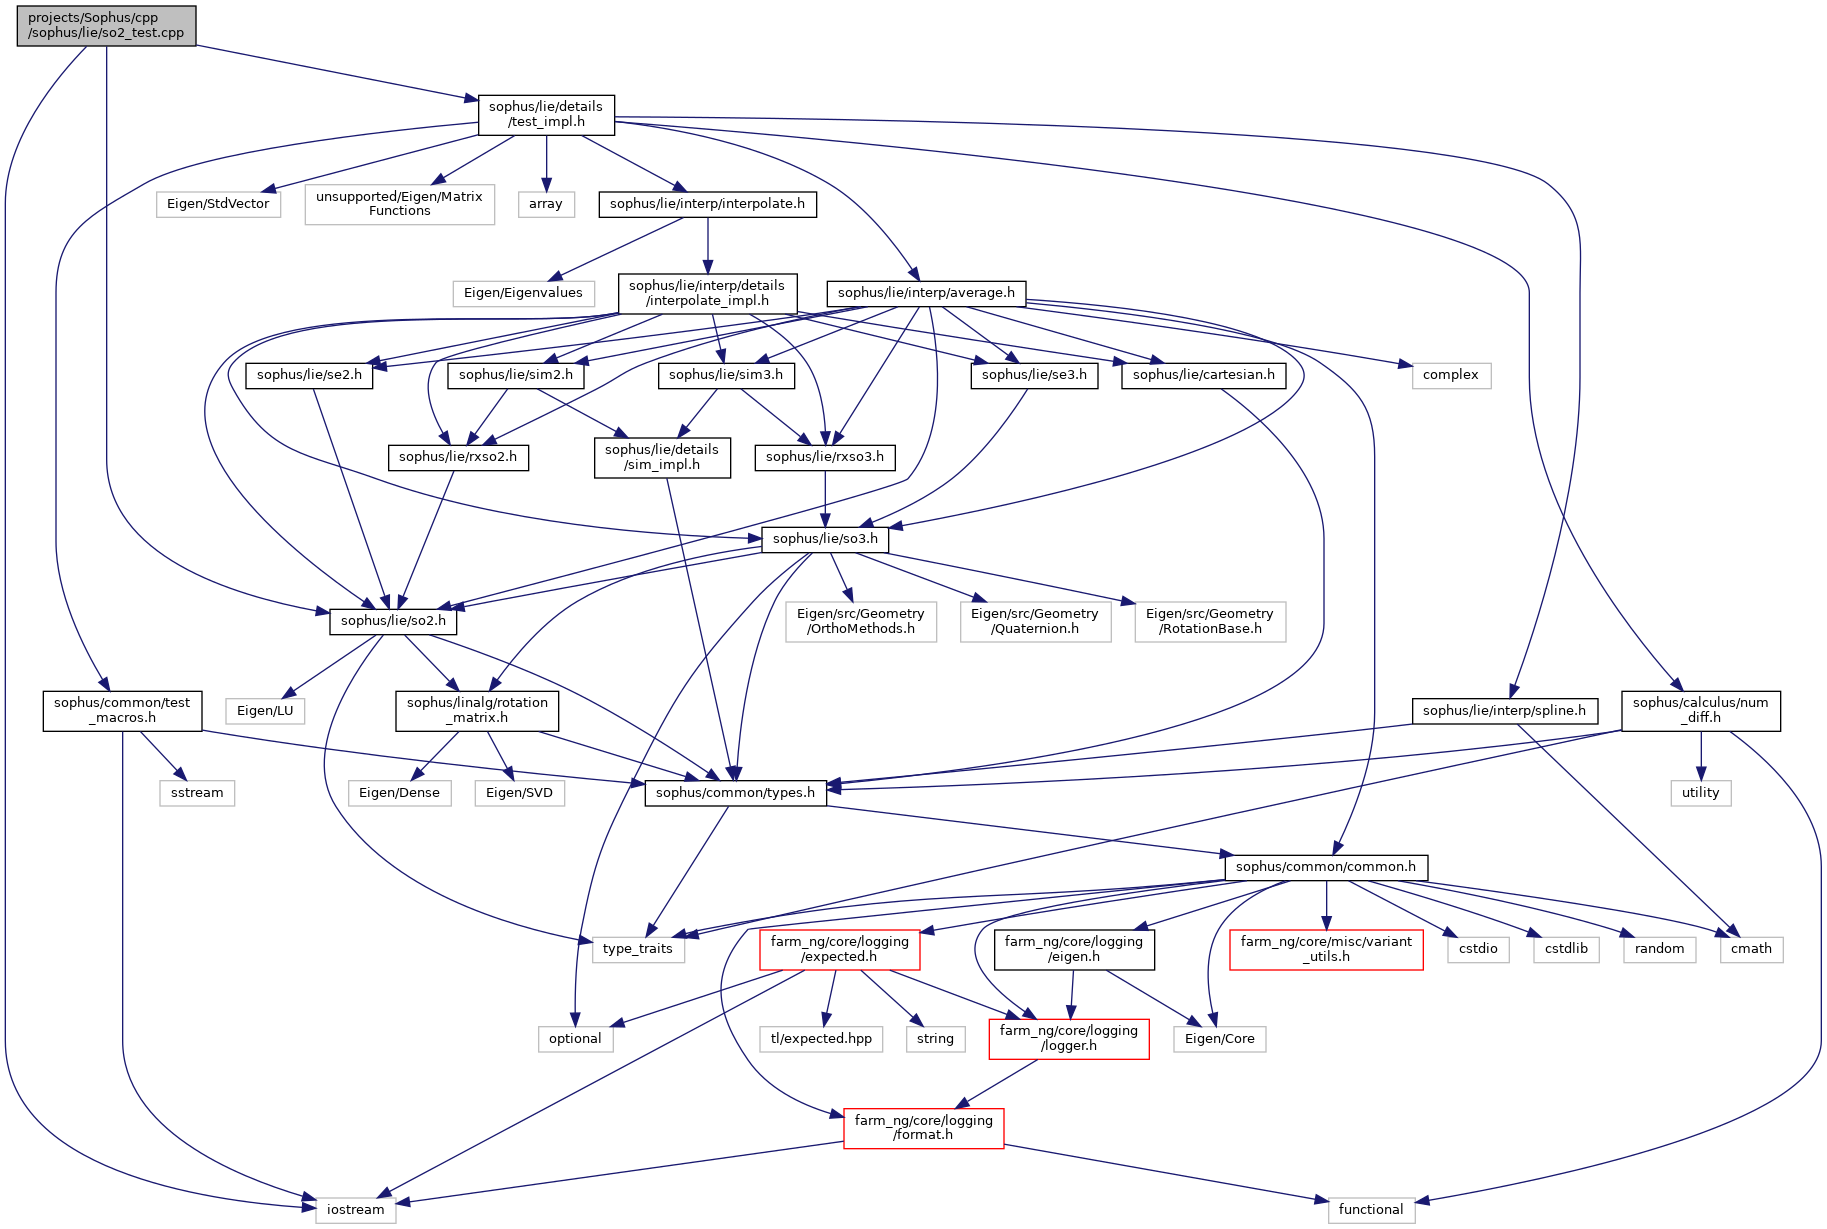 projects/Sophus/cpp
/sophus/lie/so2_test.cpp
sophus/lie/details
/test_impl.h
Eigen/StdVector
unsupported/Eigen/Matrix
Functions
array
sophus/lie/interp/interpolate.h
Eigen/Eigenvalues
sophus/lie/interp/details
/interpolate_impl.h
sophus/lie/interp/average.h
sophus/lie/se2.h
sophus/lie/sim2.h
sophus/lie/sim3.h
sophus/lie/se3.h
sophus/lie/cartesian.h
complex
sophus/lie/rxso2.h
sophus/lie/details
/sim_impl.h
sophus/lie/rxso3.h
sophus/lie/so3.h
sophus/lie/so2.h
Eigen/src/Geometry
/OrthoMethods.h
Eigen/src/Geometry
/Quaternion.h
Eigen/src/Geometry
/RotationBase.h
sophus/common/test
_macros.h
Eigen/LU
sophus/linalg/rotation
_matrix.h
sophus/lie/interp/spline.h
sophus/calculus/num
_diff.h
sstream
Eigen/Dense
Eigen/SVD
sophus/common/types.h
utility
sophus/common/common.h
type_traits
farm_ng/core/logging
/expected.h
farm_ng/core/logging
/eigen.h
farm_ng/core/misc/variant
_utils.h
cstdio
cstdlib
random
cmath
optional
tl/expected.hpp
string
farm_ng/core/logging
/logger.h
Eigen/Core
farm_ng/core/logging
/format.h
iostream
functional